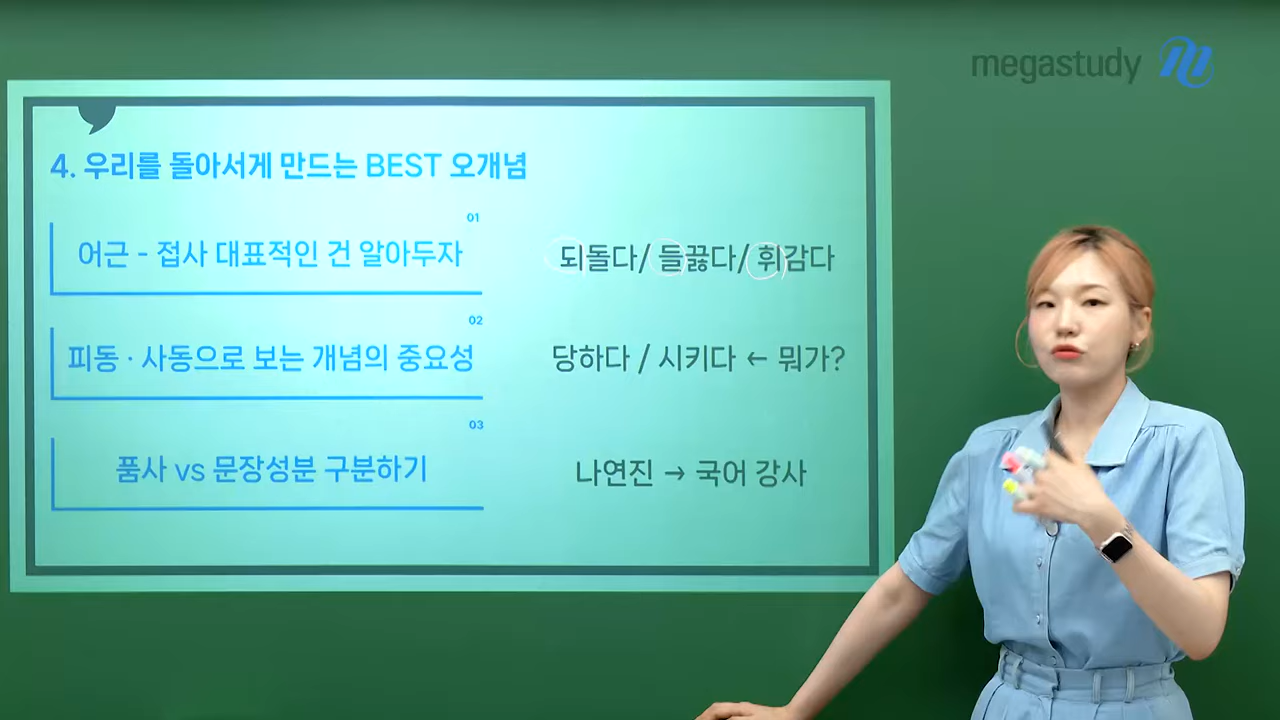 megastudy
4. 우리를 돌아서게 만드는 BEST 오개념
01
어근 - 접사 대표적인 건 알아두자
되돌다/ 들끓다/ 휘감다
02
피동 · 사동으로 보는 개념의 중요성
당하다 / 시키다 ← 뭐가?
03
품사 vs 문장성분 구분하기
나연진 → 국어 강사